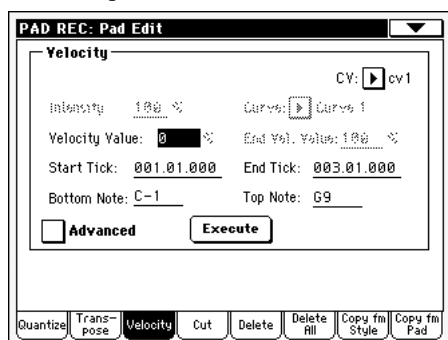 PAD REC: Pad Edit
Velocity
CV: cv1
Intensity 100 % Curve: Curve 1
Velocity Value: 0 % End Vel. Value: 100 %
Start Tick: 001.01.000 End Tick: 003.01.000
Bottom Note: C-1 Top Note: G9
Advanced Execute
Quantize Trans-pose Velocity Cut Delete Delete All Copy fm Style Copy fm Pad